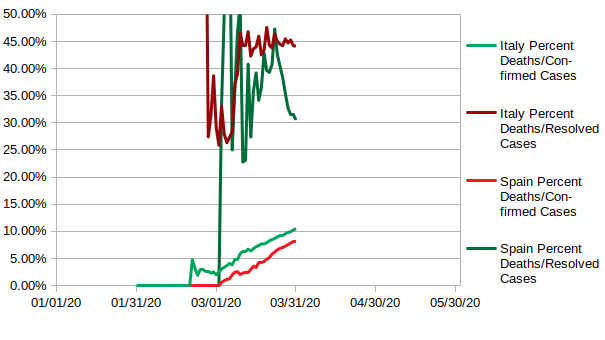 50.00%
45.00%
40.00%
35.00%
30.00%
25.00%
20.00%
15.00%
10.00%
5.00%
0.00%
01/01/20 01/31/20 03/01/20 03/31/20 04/30/20 05/30/20
Italy Percent
Deaths/Con-
firmed Cases
Italy Percent
Deaths/Resolved
Cases
Spain Percent
Deaths/Con-
firmed Cases
Spain Percent
Deaths/Resolved
Cases